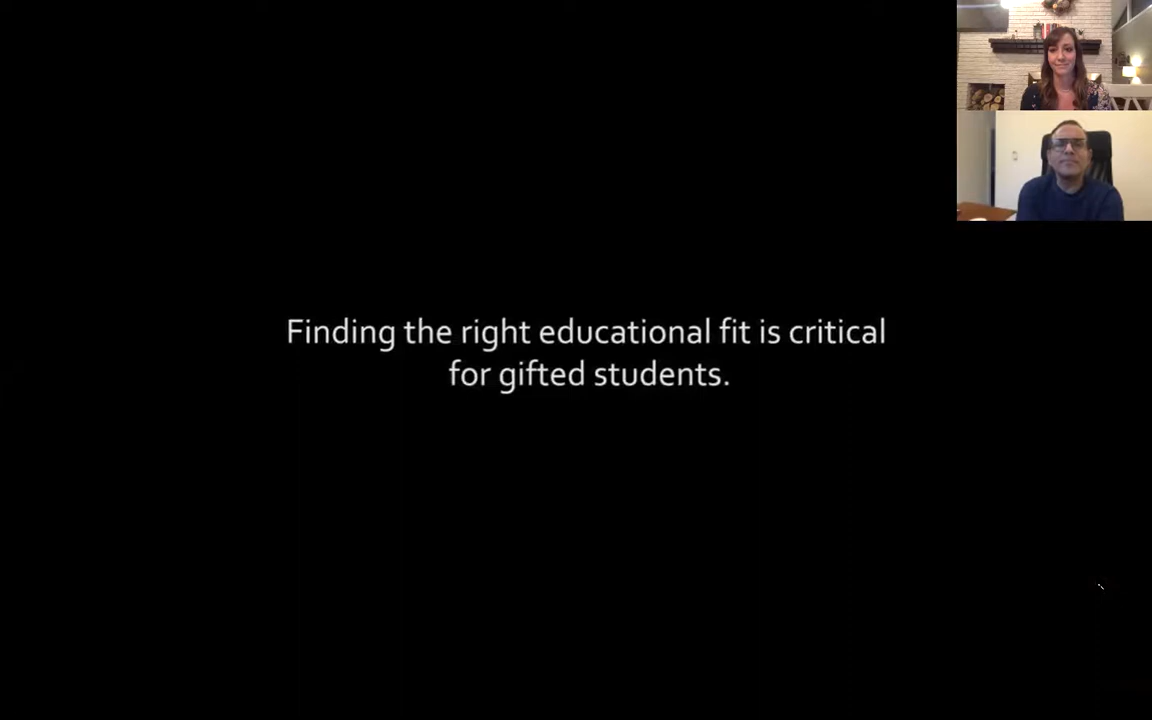 Finding the right educational fit is critical
for gifted students.